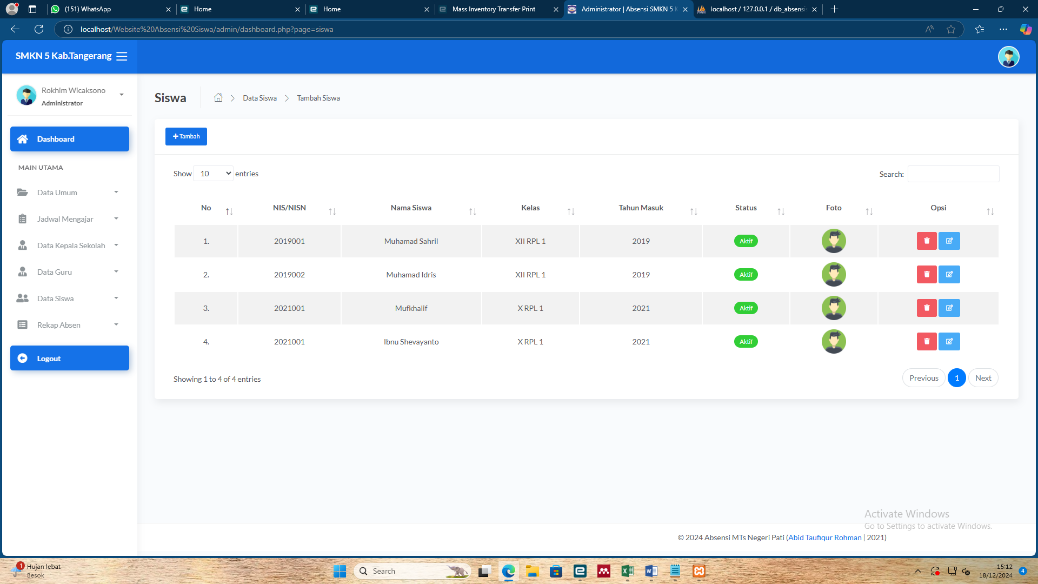 (151) WhatsApp
Home
Home
Mass Inventory Transfer Print
Administrator | Absensi SMKN 5 K
localhost / 127.0.0.1 / db_absensi
localhost/Website%20Absensi%20Siswa/admin/dashboard.php?page=siswa
SMKN 5 Kab.Tangerang
Rokhim Wicaksono
Administrator
Dashboard
MAIN UTAMA
Data Umum
Jadwal Mengajar
Data Kepala Sekolah
Data Guru
Data Siswa
Rekap Absen
Logout
Siswa
Data Siswa
Tambah Siswa
+ Tambah
Show 10 entries
Search:
No NIS/NISN Nama Siswa Kelas Tahun Masuk Status Foto Opsi
1. 2019001 Muhamad Sahril XII RPL 1 2019 Aktif
2. 2019002 Muhamad Idris XII RPL 1 2019 Aktif
3. 2021001 Mufkhalif X RPL 1 2021 Aktif
4. 2021001 Ibnu Shevayanto X RPL 1 2021 Aktif
Showing 1 to 4 of 4 entries
Previous 1 Next
Activate Windows
Go to Settings to activate Windows.
© 2024 Absensi MTs Negeri Pati (Abid Taufiqur Rohman | 2021)
1
Hujan lebat
Besok
Search
15:12
18/12/2024
4